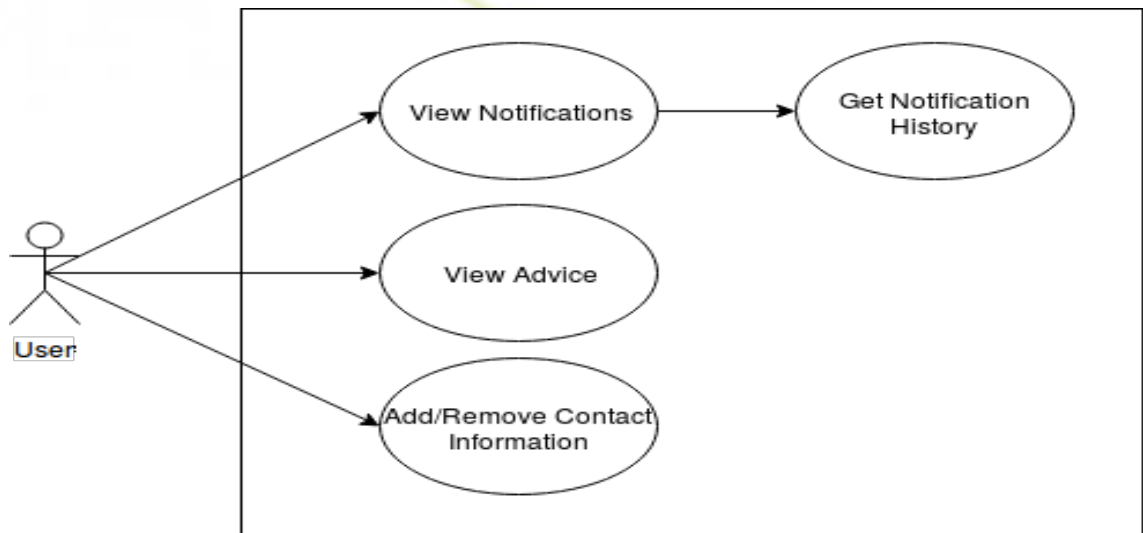 View Notifications
Get Notification
History
View Advice
User
Add/Remove Contact
Information